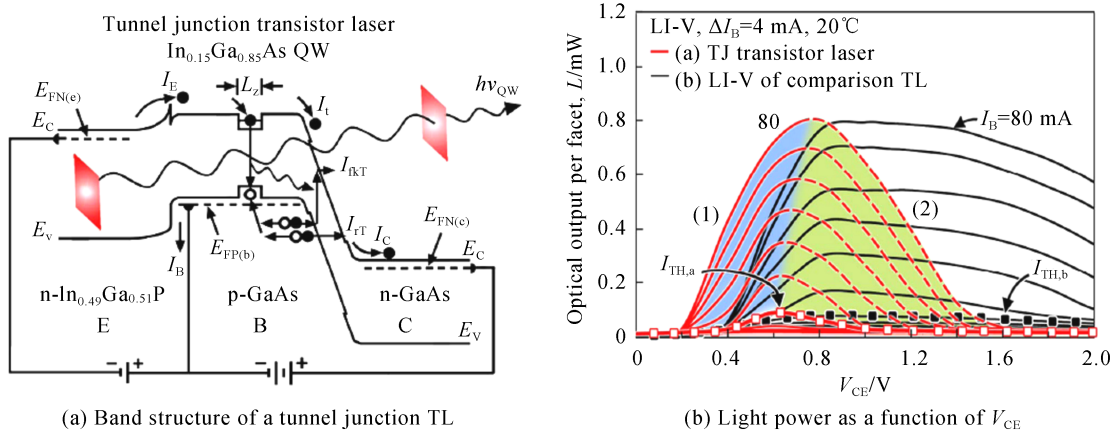 Tunnel junction transistor laser
In0.15Ga0.85As QW
IE
Lz
It
hνQW
EFN(e)
EC
IfkT
Ev
IB
EFP(b)
IrT
IC
EFN(c)
EC
n-In0.49Ga0.51P
p-GaAs
n-GaAs
E
B
C
EV
− +
− +
(a) Band structure of a tunnel junction TL
LI-V, ΔIB=4 mA, 20℃
(a) TJ transistor laser
(b) LI-V of comparison TL
80
IB=80 mA
(1)
(2)
ITH,a
ITH,b
Optical output per facet, L/mW
1.2
1.0
0.8
0.6
0.4
0.2
0
0
0.4
0.8
1.2
1.6
2.0
VCE/V
(b) Light power as a function of VCE